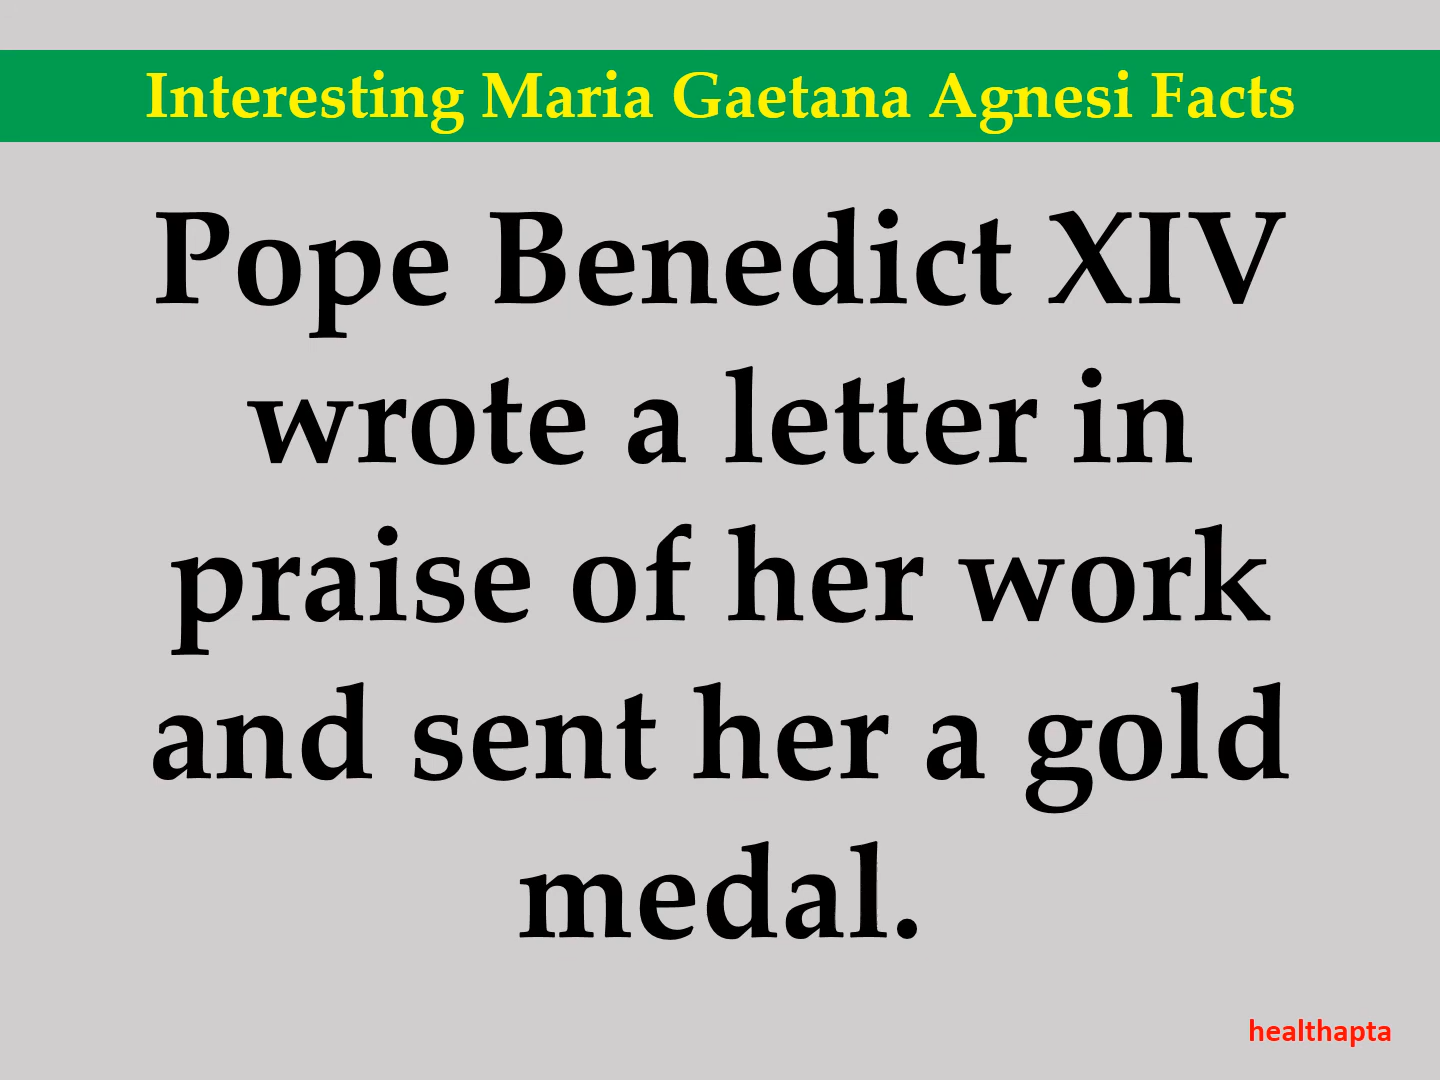 Interesting Maria Gaetana Agnesi Facts
Pope Benedict XIV
wrote a letter in
praise of her work
and sent her a gold
medal.
healthapta